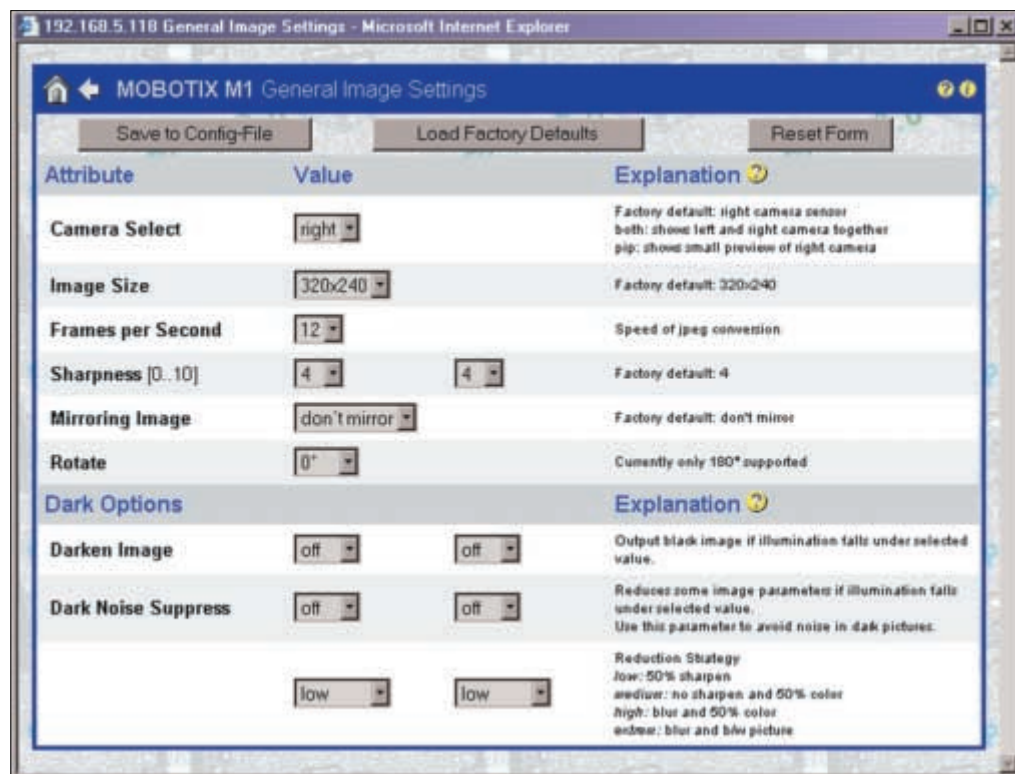 192.168.5.118 General Image Settings - Microsoft Internet Explorer
MOBOTIX M1 General Image Settings
Save to Config-File Load Factory Defaults Reset Form
Attribute Value Explanation
Camera Select right Factory default: right camera sensor
both: shows left and right camera together
pip: shows small preview of right camera
Image Size 320x240 Factory default: 320x240
Frames per Second 12 Speed of jpeg conversion
Sharpness [0..10] 4 4 Factory default: 4
Mirroring Image don't mirror Factory default: don't mirror
Rotate 0° Currently only 180° supported
Dark Options Explanation
Darken Image off off Output black image if illumination falls under selected
value.
Dark Noise Suppress off off Reduces some image parameters if illumination falls
under selected value.
Use this parameter to avoid noise in dark pictures.
low low Reduction Strategy
low: 50% sharpen
medium: no sharpen and 50% color
high: blur and 50% color
extreme: blur and b/w picture